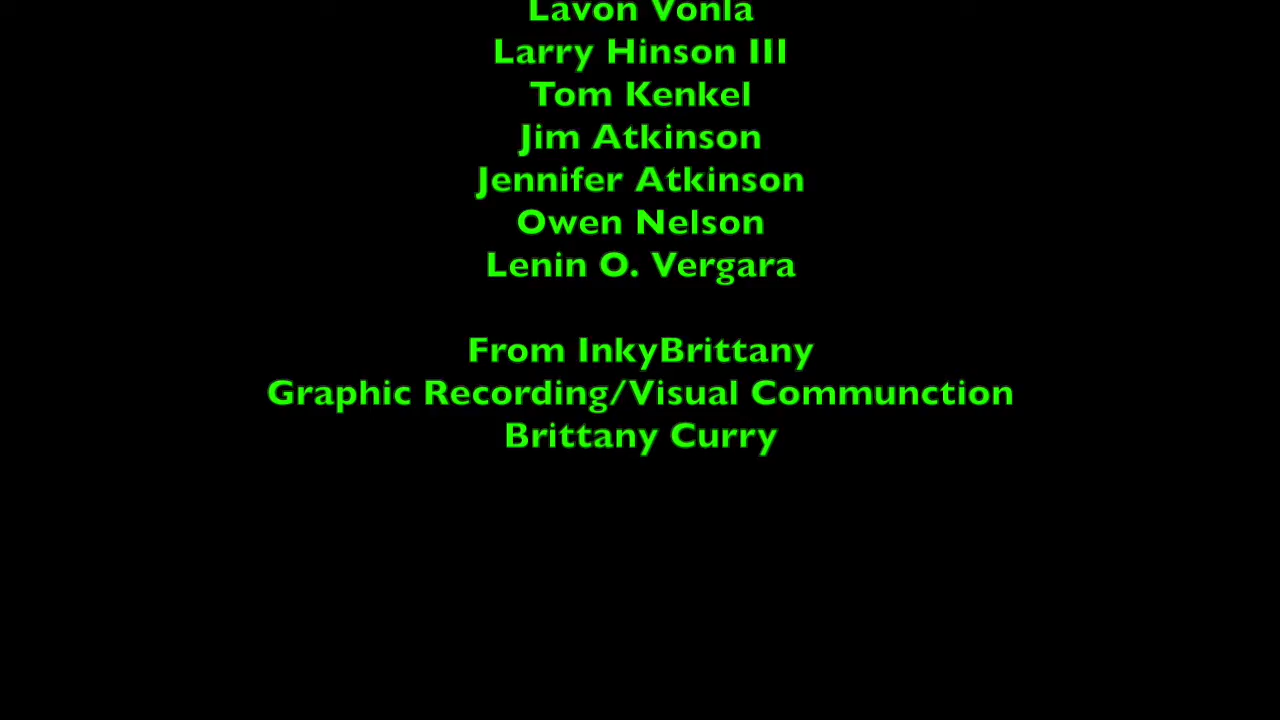 Lavon Vonla
Larry Hinson III
Tom Kenkel
Jim Atkinson
Jennifer Atkinson
Owen Nelson
Lenin O. Vergara
From InkyBrittany
Graphic Recording/Visual Communction
Brittany Curry